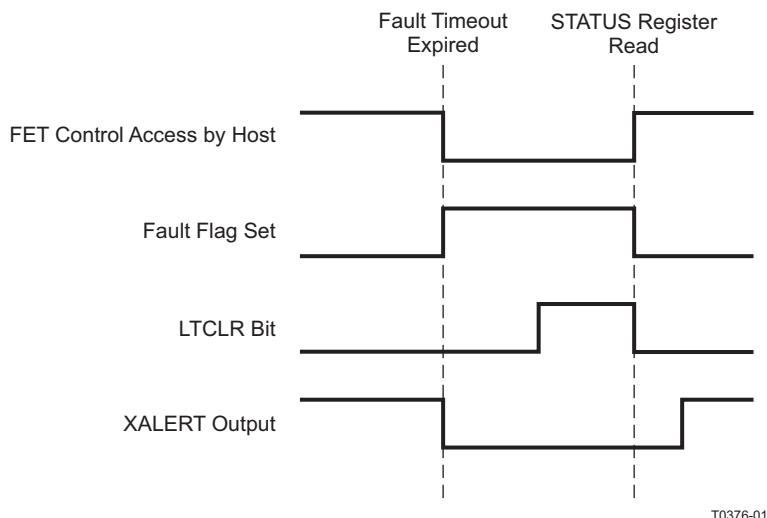 Fault Timeout
Expired
STATUS Register
Read
FET Control Access by Host
Fault Flag Set
LTCLR Bit
XALERT Output
T0376-01